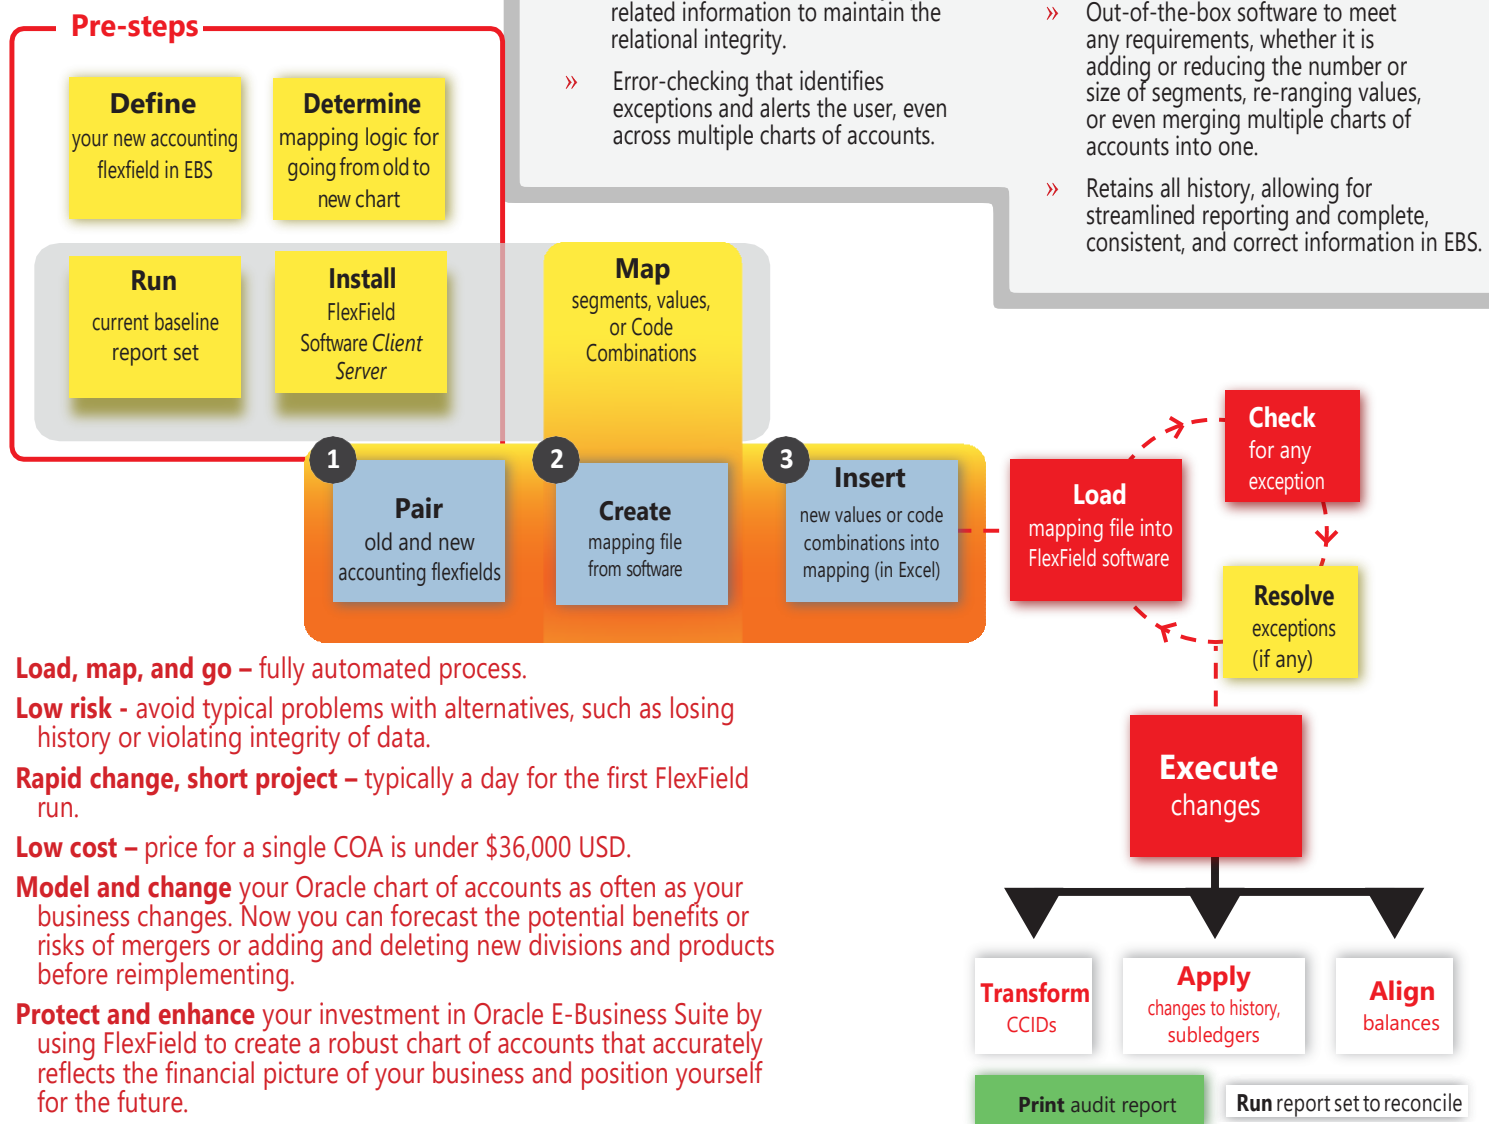 related information to maintain the
relational integrity.
» Error-checking that identifies
exceptions and alerts the user, even
across multiple charts of accounts.
» Out-of-the-box software to meet
any requirements, whether it is
adding or reducing the number or
size of segments, re-ranging values,
or even merging multiple charts of
accounts into one.
» Retains all history, allowing for
streamlined reporting and complete,
consistent, and correct information in EBS.
Pre-steps
Define
your new accounting
flexfield in EBS
Determine
mapping logic for
going from old to
new chart
Run
current baseline
report set
Install
FlexField
Software Client
Server
Map
segments, values,
or Code
Combinations
1
Pair
old and new
accounting flexfields
2
Create
mapping file
from software
3
Insert
new values or code
combinations into
mapping (in Excel)
Load
mapping file into
FlexField software
Check
for any
exception
Resolve
exceptions
(if any)
Execute
changes
Transform
CCIDs
Apply
changes to history,
subledgers
Align
balances
Print audit report
Run report set to reconcile
Load, map, and go – fully automated process.
Low risk - avoid typical problems with alternatives, such as losing
history or violating integrity of data.
Rapid change, short project – typically a day for the first FlexField
run.
Low cost – price for a single COA is under $36,000 USD.
Model and change your Oracle chart of accounts as often as your
business changes. Now you can forecast the potential benefits or
risks of mergers or adding and deleting new divisions and products
before reimplementing.
Protect and enhance your investment in Oracle E-Business Suite by
using FlexField to create a robust chart of accounts that accurately
reflects the financial picture of your business and position yourself
for the future.